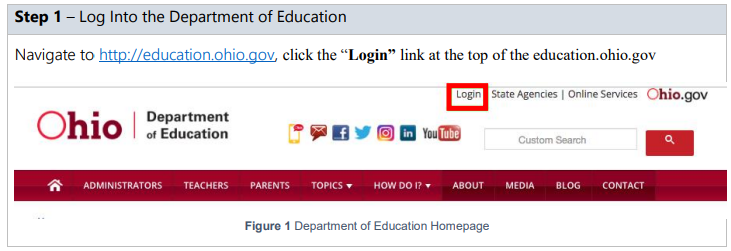 Step 1 – Log Into the Department of Education
Navigate to http://education.ohio.gov, click the “Login” link at the top of the education.ohio.gov
Login State Agencies | Online Services Ohio.gov
Ohio Department of Education
You Tube
Custom Search
ADMINISTRATORS TEACHERS PARENTS TOPICS ▾ HOW DO I? ▾ ABOUT MEDIA BLOG CONTACT
Figure 1 Department of Education Homepage